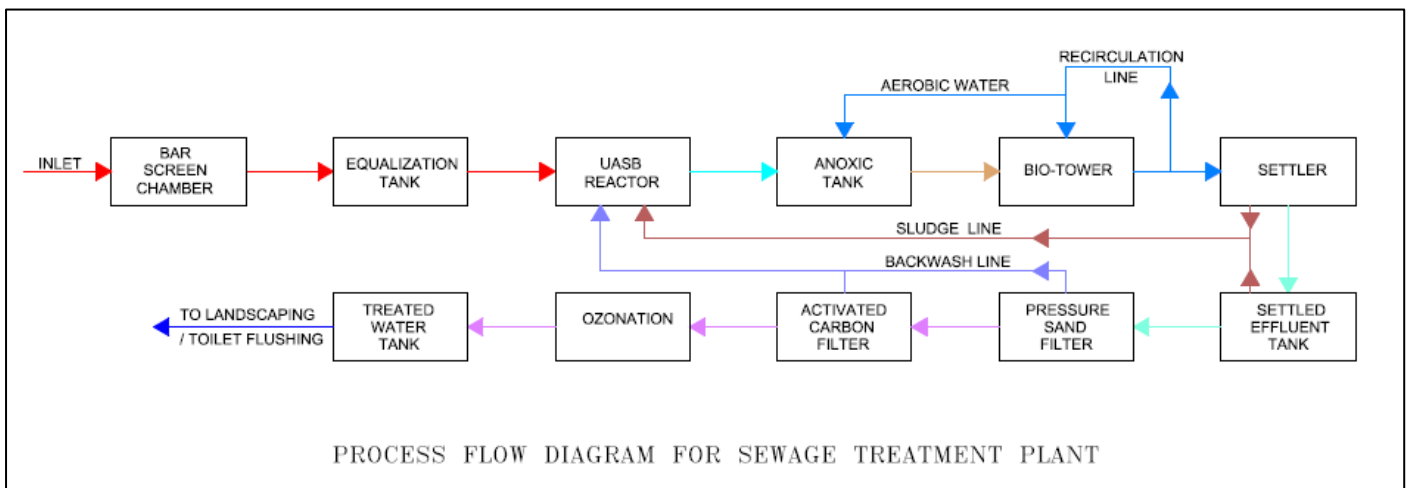 RECIRCULATION
LINE
AEROBIC WATER
INLET
BAR
SCREEN
CHAMBER
EQUALIZATION
TANK
UASB
REACTOR
ANOXIC
TANK
BIO-TOWER
SETTLER
SLUDGE LINE
BACKWASH LINE
TO LANDSCAPING
/ TOILET FLUSHING
TREATED
WATER
TANK
OZONATION
ACTIVATED
CARBON
FILTER
PRESSURE
SAND
FILTER
SETTLED
EFFLUENT
TANK
PROCESS FLOW DIAGRAM FOR SEWAGE TREATMENT PLANT